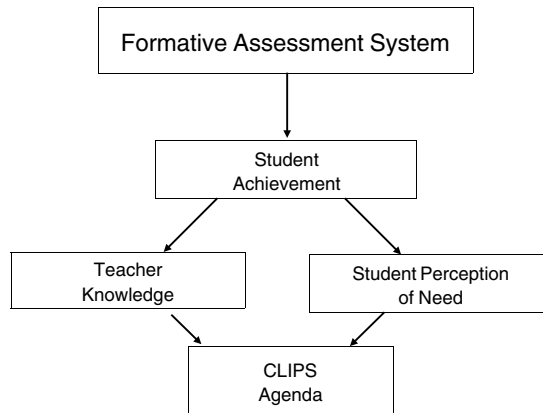 Formative Assessment System
Student
Achievement
Teacher
Knowledge
Student Perception
of Need
CLIPS
Agenda